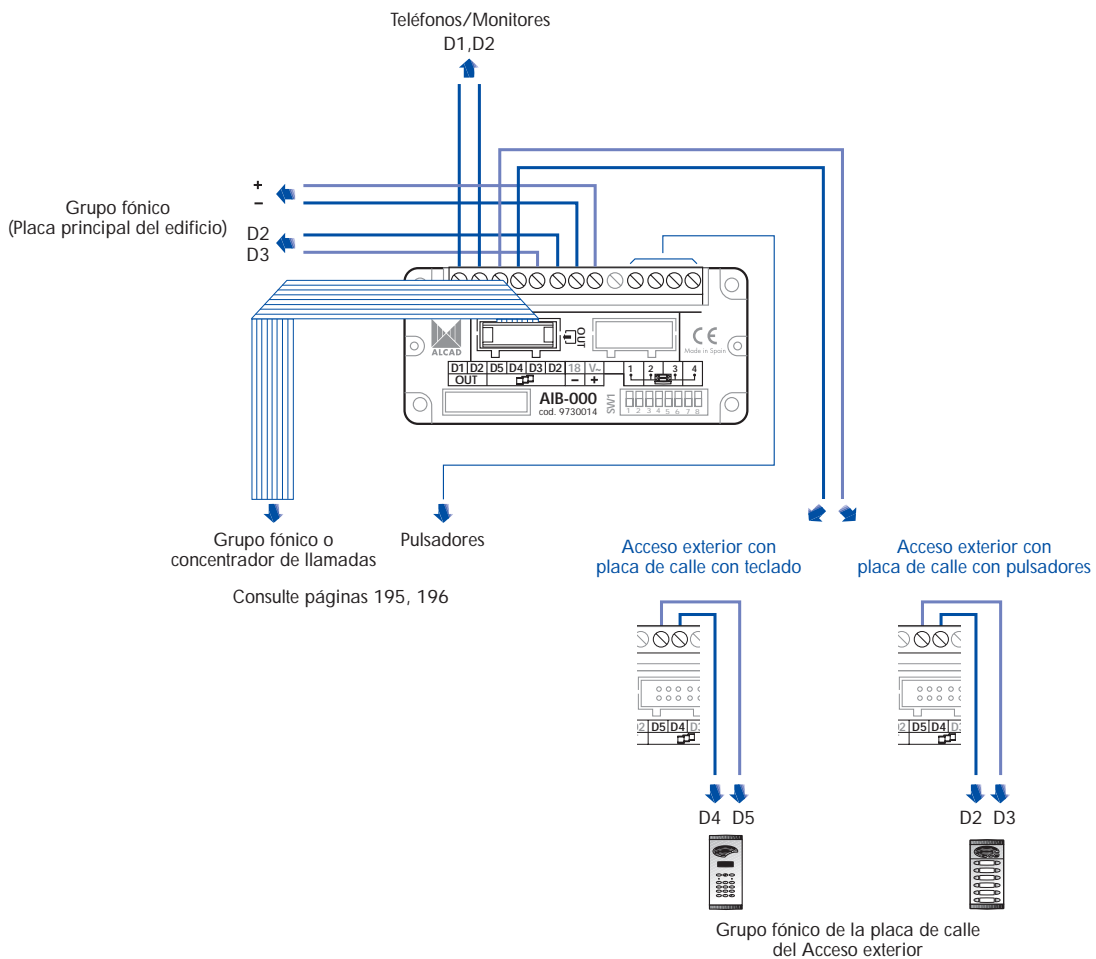 Teléfonos/Monitores
D1,D2
+
−
Grupo fónico
(Placa principal del edificio)
D2
D3
ALCAD
OUT
CE
Made in Spain
D1 D2 D5 D4 D3 D2 18 V~
OUT − +
1 2 3 4
AIB-000
cod. 9730014
SW1
1 2 3 4 5 6 7 8
Grupo fónico o
concentrador de llamadas
Pulsadores
Consulte páginas 195, 196
Acceso exterior con
placa de calle con teclado
Acceso exterior con
placa de calle con pulsadores
D2 D5 D4 D3
2 D5 D4 D3
D4 D5
D2 D3
Grupo fónico de la placa de calle
del Acceso exterior